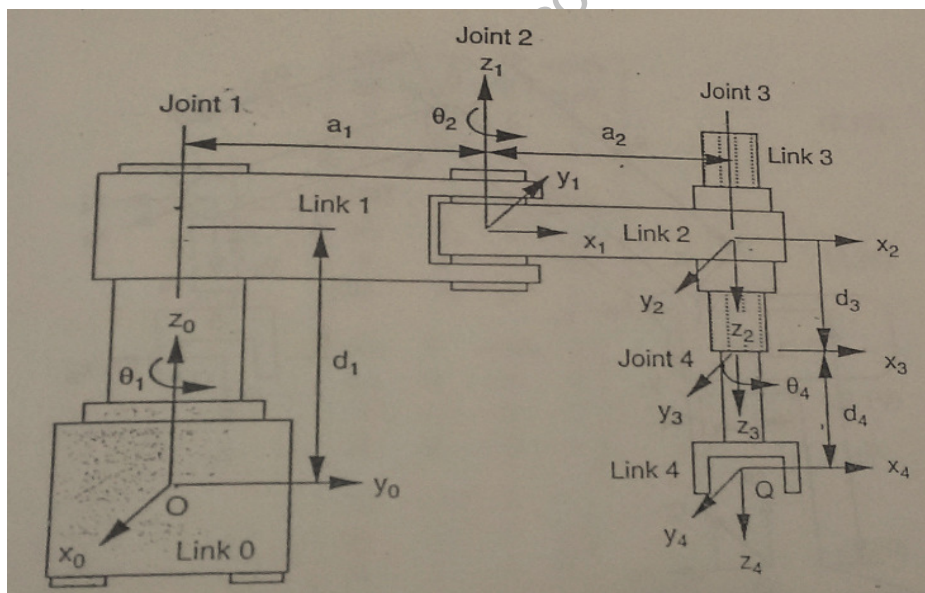 Joint 2
z₁
Joint 1
Joint 3
a₁
θ₂
a₂
Link 3
y₁
Link 1
x₁
Link 2
x₂
y₂
z₂
d₃
z₀
θ₁
d₁
Joint 4
x₃
θ₄
y₃
z₃
d₄
Link 4
x₄
y₀
O
Q
x₀
Link 0
y₄
z₄